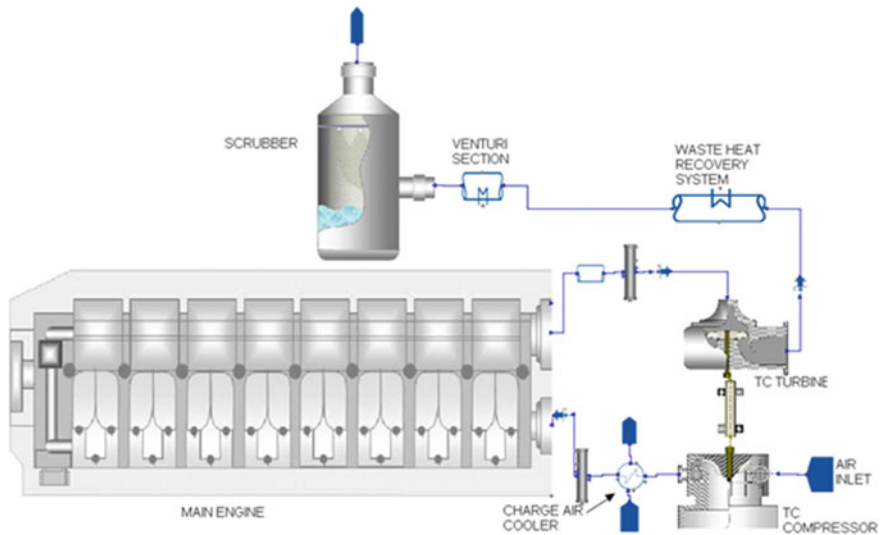 SCRUBBER
VENTURI
SECTION
WASTE HEAT
RECOVERY
SYSTEM
M
TC TURBINE
AIR
INLET
CHARGE AIR
COOLER
TC
COMPRESSOR
MAIN ENGINE